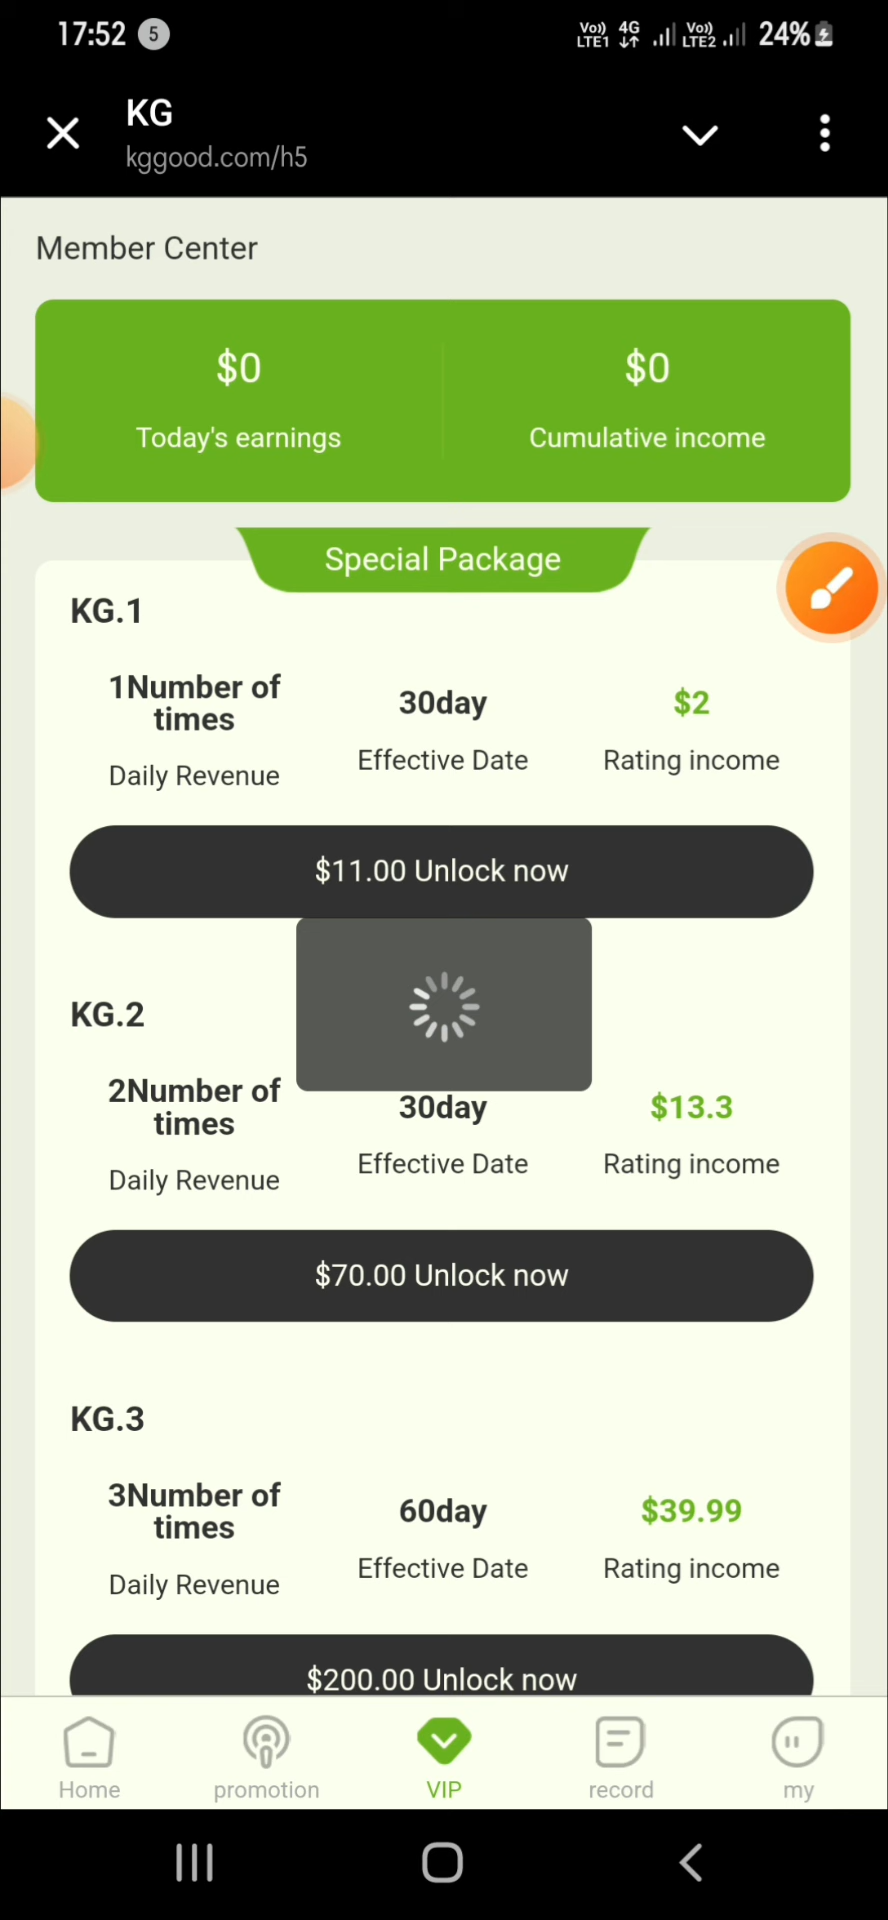 17:52 5 Vo)) LTE1 4G Vo)) LTE2 24%
KG
kggood.com/h5
Member Center
$0 $0
Today's earnings Cumulative income
Special Package
KG.1
1Number of times 30day $2
Daily Revenue Effective Date Rating income
$11.00 Unlock now
KG.2
2Number of times 30day $13.3
Daily Revenue Effective Date Rating income
$70.00 Unlock now
KG.3
3Number of times 60day $39.99
Daily Revenue Effective Date Rating income
$200.00 Unlock now
Home promotion VIP record my